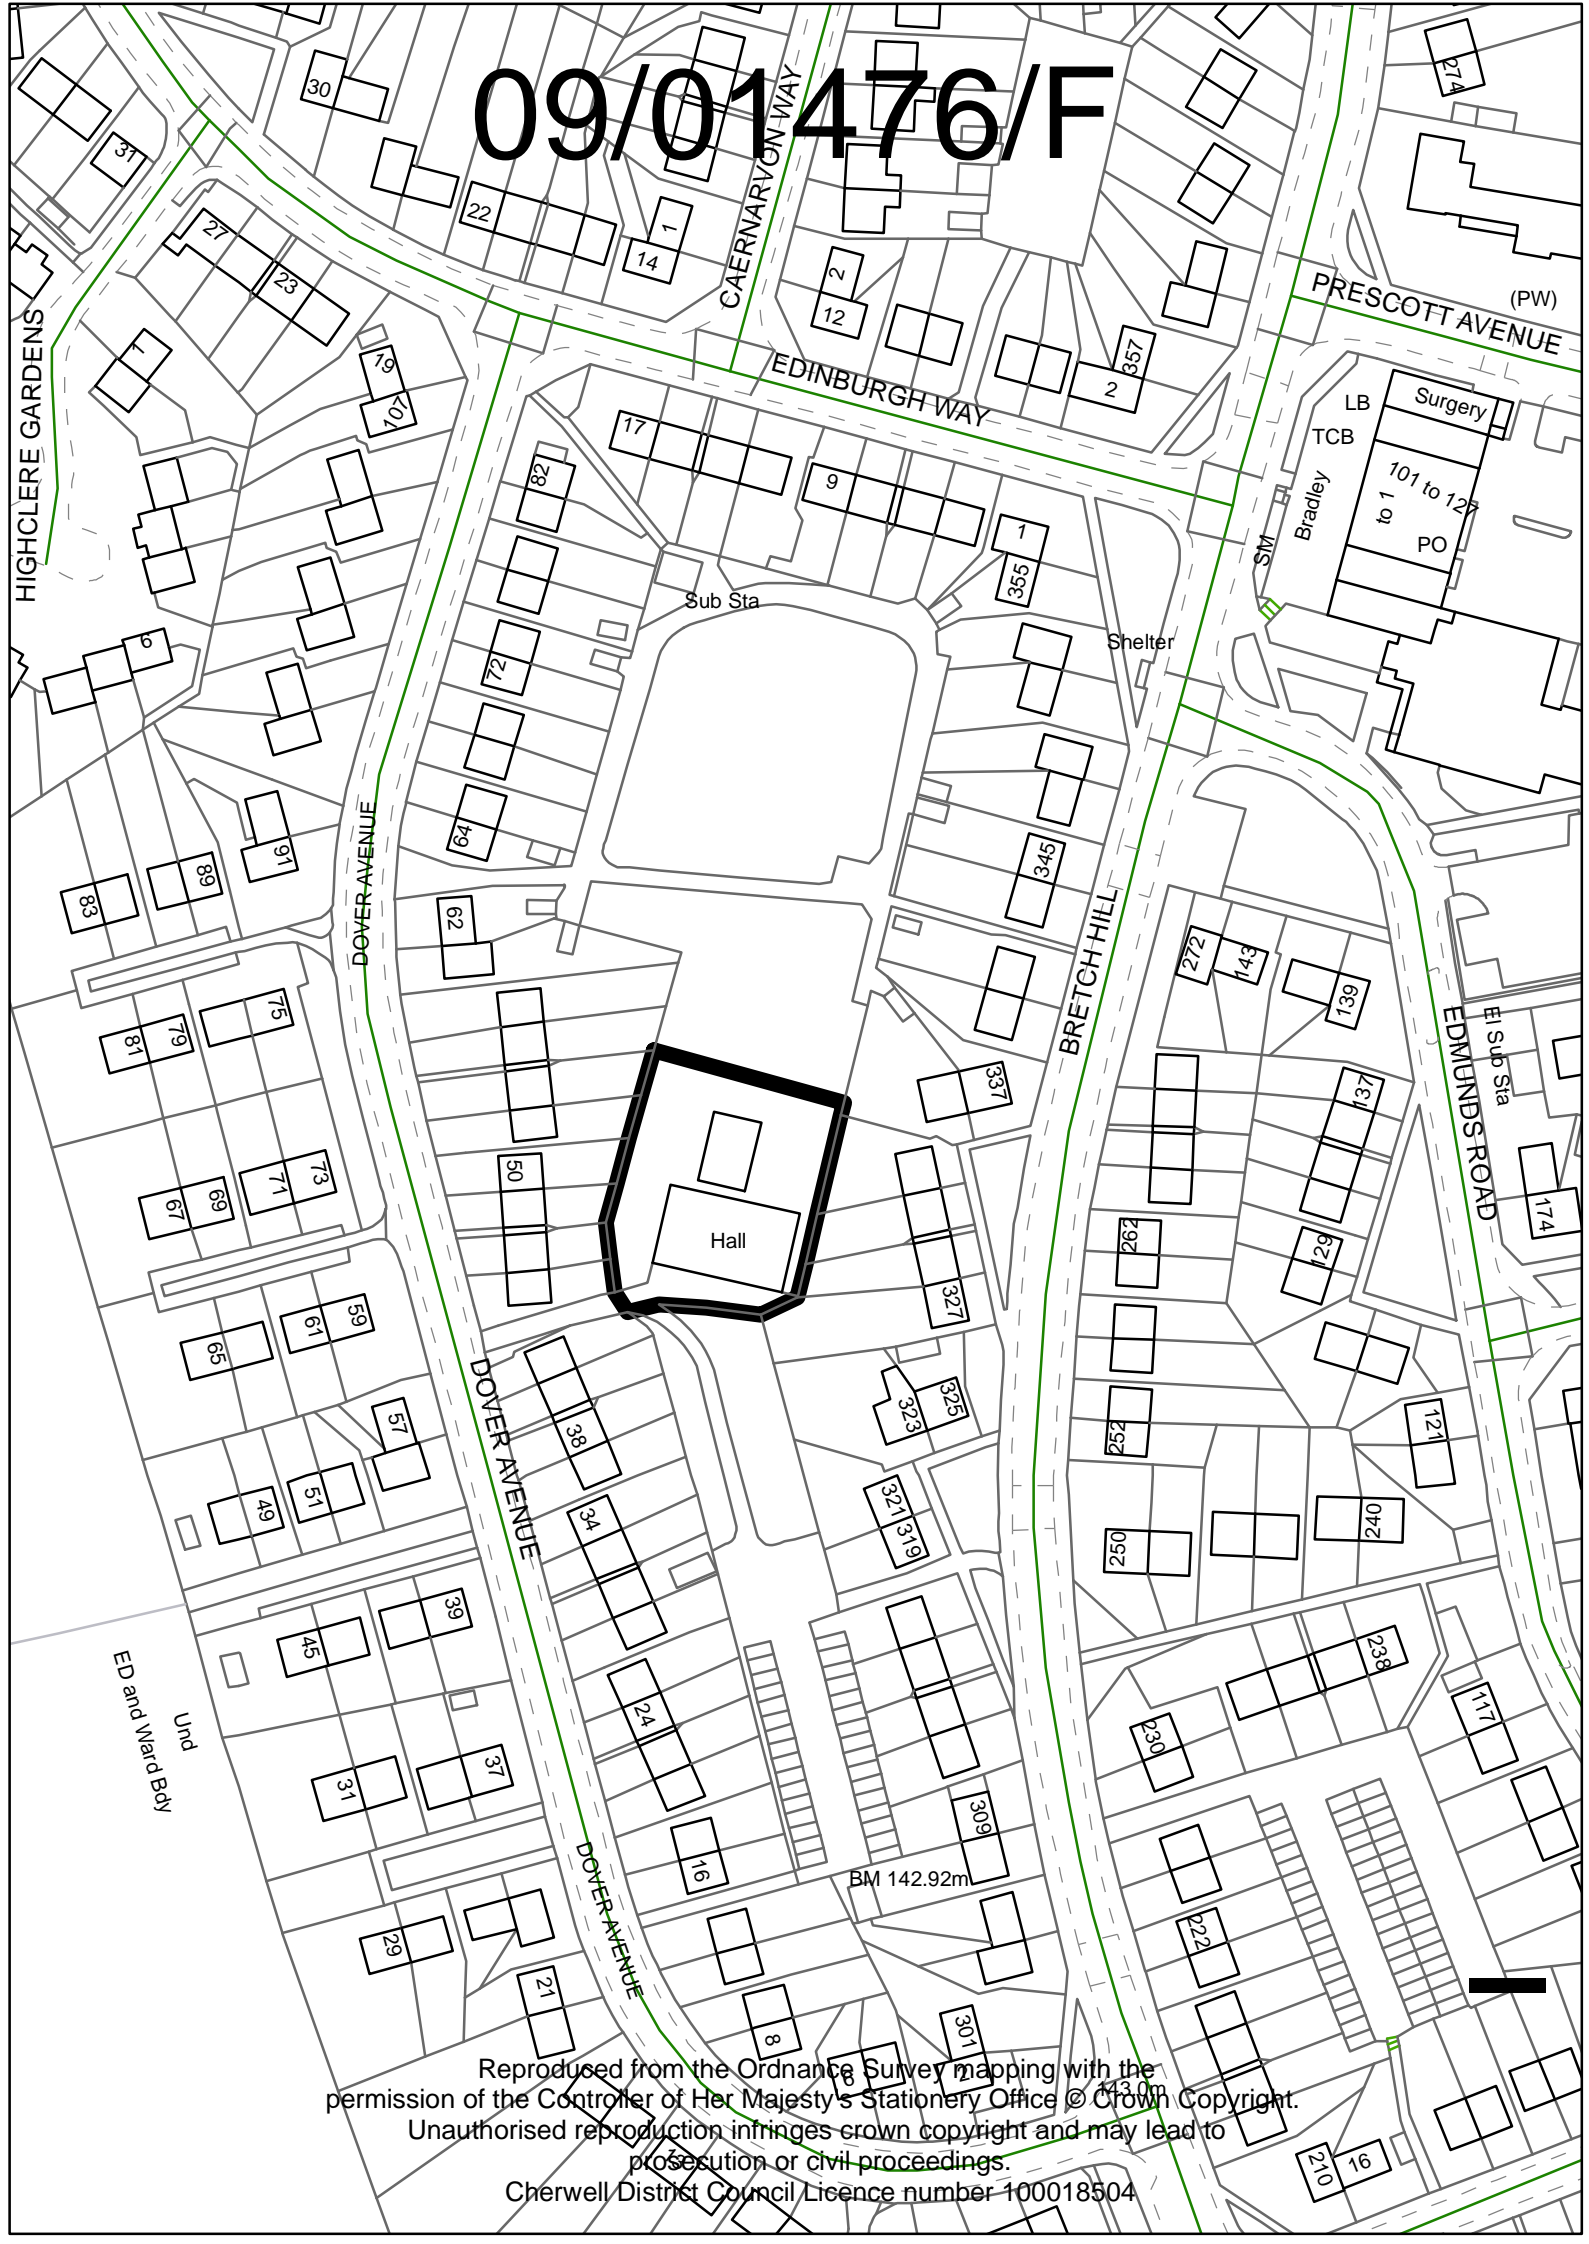 09/01476/F
274
30
31
22
1
14
27
23
CAERNARVON WAY
2
12
PRESCOTT AVENUE
(PW)
HIGHCLERE GARDENS
1
19
107
EDINBURGH WAY
357
2
LB
Surgery
TCB
17
82
9
101 to 127
to 1
Bradley
PO
SM
1
355
Sub Sta
Shelter
6
72
64
DOVER AVENUE
91
89
83
345
62
BRETCH HILL
272
143
139
75
79
81
EDMUNDS ROAD
El Sub Sta
337
137
50
73
71
69
67
174
Hall
262
129
327
59
61
65
DOVER AVENUE
325
323
38
57
252
121
51
49
321
319
34
250
240
39
45
238
ED and Ward Bdy
Und
24
230
117
37
31
309
16
BM 142.92m
DOVER AVENUE
29
222
21
8
301
2
6
143.0m
13
210
16
Reproduced from the Ordnance Survey mapping with the
permission of the Controller of Her Majesty's Stationery Office © Crown Copyright.
Unauthorised reproduction infringes crown copyright and may lead to
prosecution or civil proceedings.
Cherwell District Council Licence number 100018504